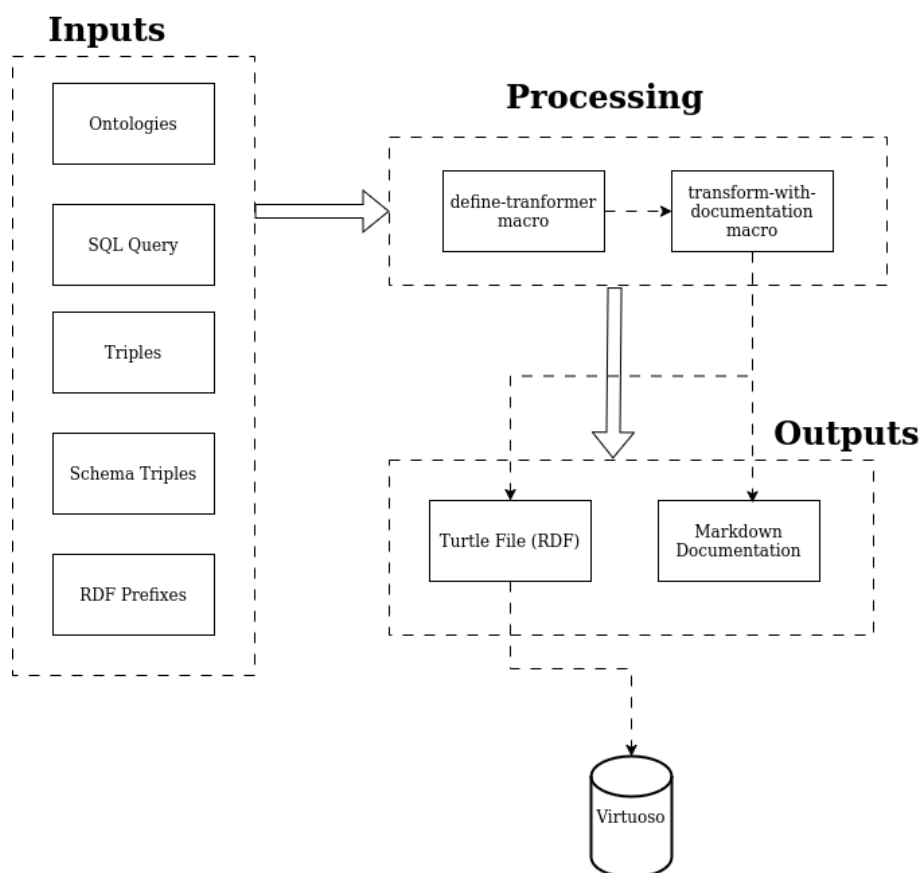 Inputs
Ontologies
SQL Query
Triples
Schema Triples
RDF Prefixes
Processing
define-tranformer
macro
transform-with-
documentation
macro
Outputs
Turtle File (RDF)
Markdown
Documentation
Virtuoso